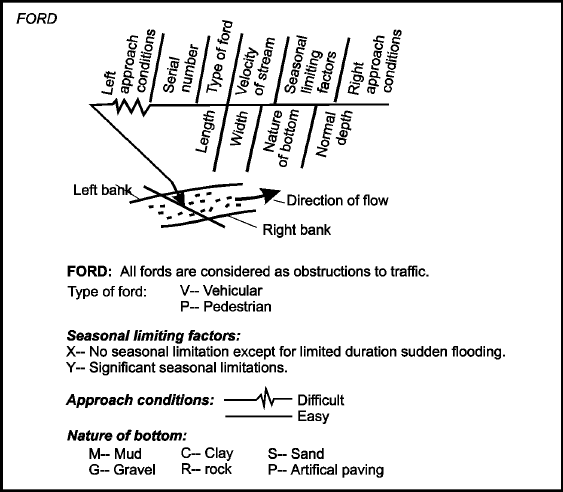 FORD
Left approach conditions
Serial number
Type of ford
Velocity of stream
Seasonal limiting factors
Right approach conditions
Length
Width
Nature of bottom
Normal depth
Left bank
Direction of flow
Right bank
FORD: All fords are considered as obstructions to traffic.
Type of ford: V-- Vehicular
P-- Pedestrian
Seasonal limiting factors:
X-- No seasonal limitation except for limited duration sudden flooding.
Y-- Significant seasonal limitations.
Approach conditions: Difficult
Easy
Nature of bottom:
M-- Mud C-- Clay S-- Sand
G-- Gravel R-- rock P-- Artifical paving